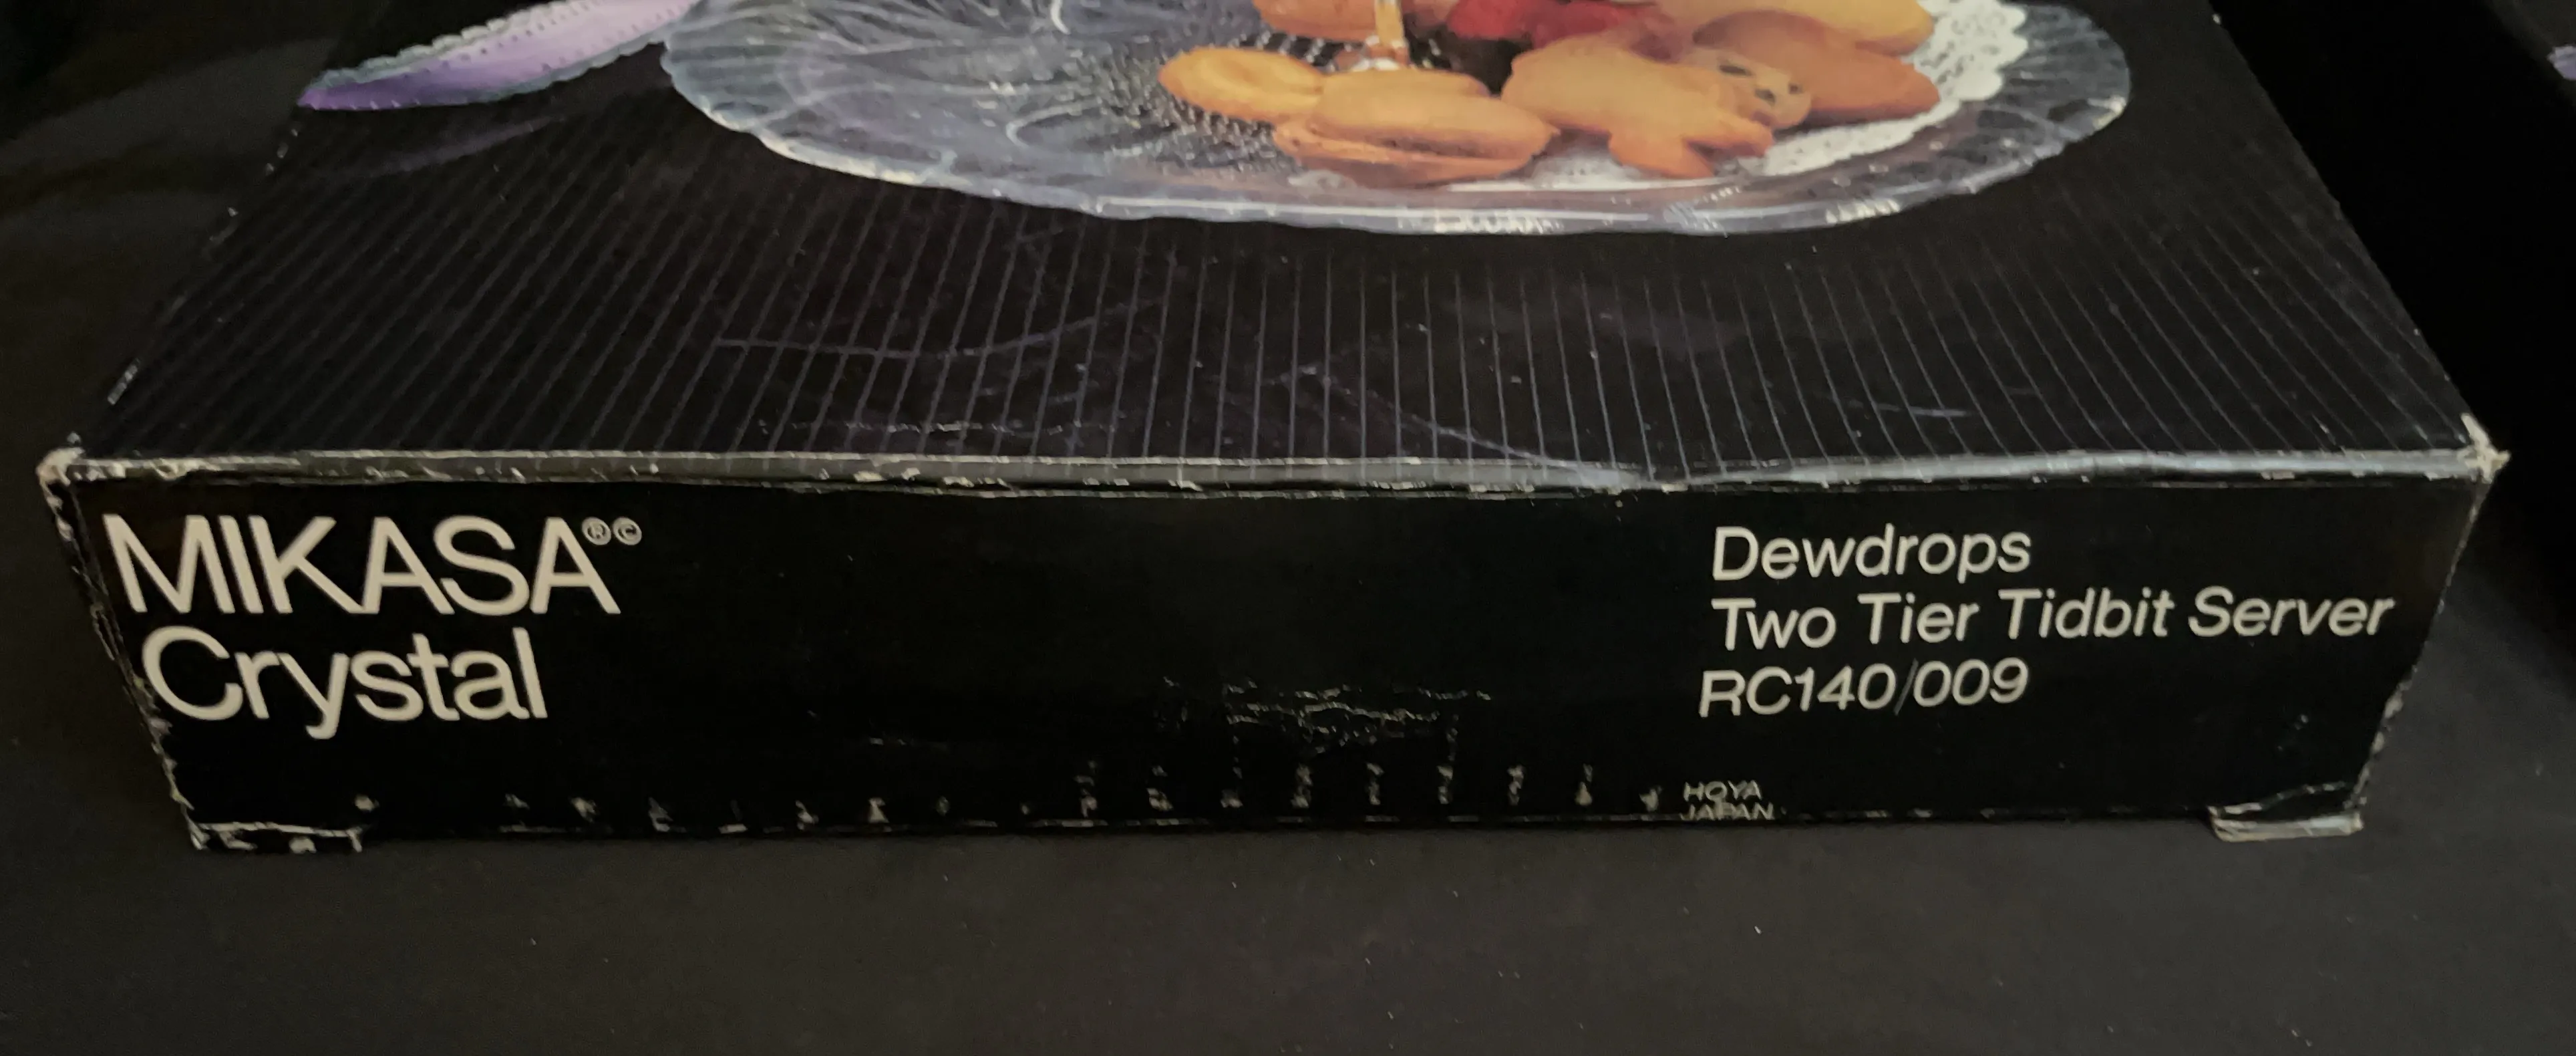 MIKASA®©
Crystal
Dewdrops
Two Tier Tidbit Server
RC140/009
HOYA
JAPAN